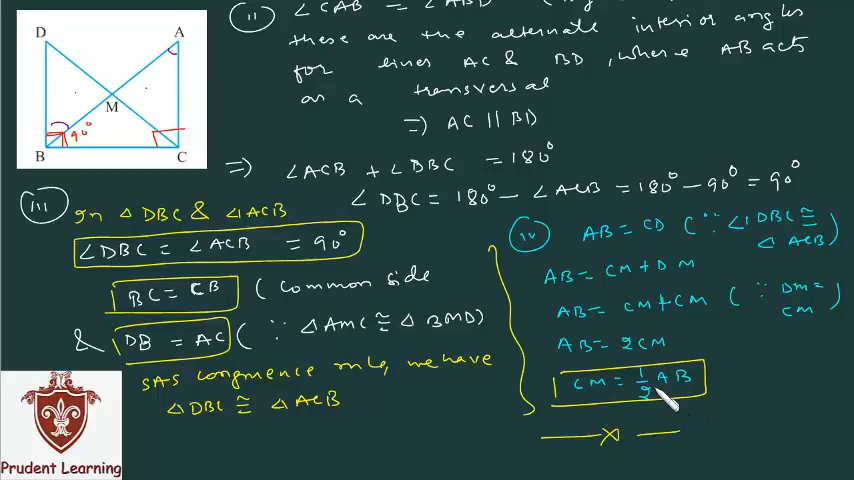 D A
M
90°
B C
ii ∠CAB = ∠ABD
these are the alternate interior angles
for lines AC & BD, where AB acts
as a transversal
⇒ AC || BD
⇒ ∠ACB + ∠DBC = 180°
∠DBC = 180° - ∠ACB = 180° - 90° = 90°
iii In △DBC & △ACB
∠DBC = ∠ACB = 90°
BC = CB (Common side
& DB = AC (∵ △AMC ≅ △BMD)
SAS congruence rule, we have
△DBC ≅ △ACB
iv AB = CD (∵ △DBC ≅ △ACB)
AB = CM + DM
AB = CM + CM (∵ DM = CM)
AB = 2CM
CM = 1/2 AB
Prudent Learning